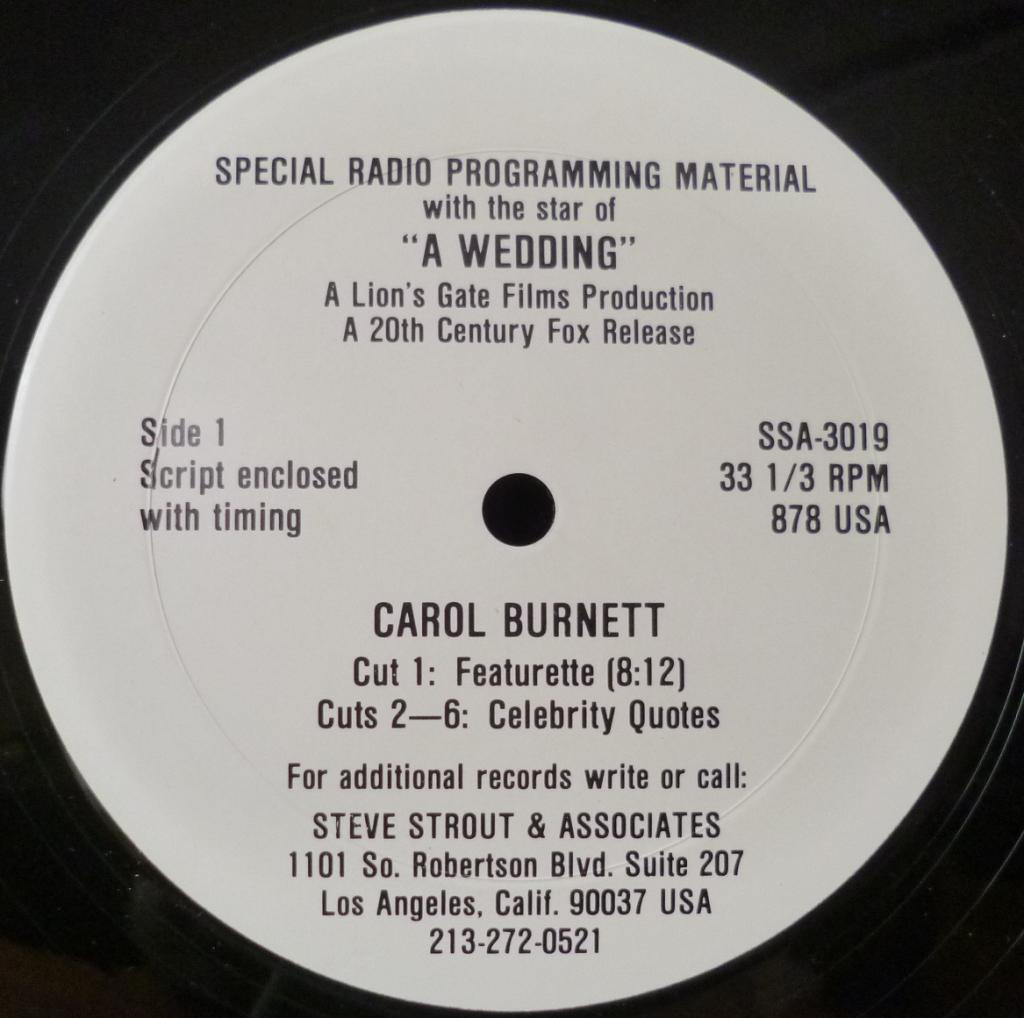 SPECIAL RADIO PROGRAMMING MATERIAL
with the star of
“A WEDDING”
A Lion's Gate Films Production
A 20th Century Fox Release
Side 1
Script enclosed
with timing
SSA-3019
33 1/3 RPM
878 USA
CAROL BURNETT
Cut 1: Featurette (8:12)
Cuts 2—6: Celebrity Quotes
For additional records write or call:
STEVE STROUT & ASSOCIATES
1101 So. Robertson Blvd. Suite 207
Los Angeles, Calif. 90037 USA
213-272-0521